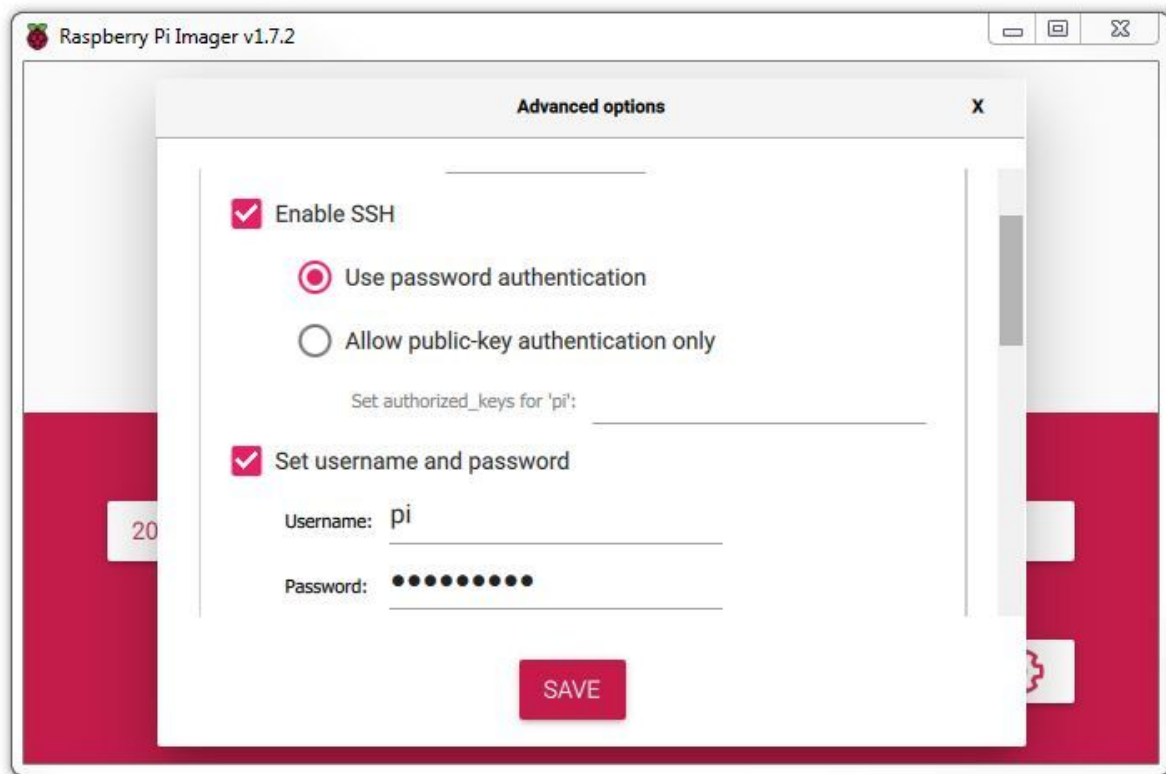 Raspberry Pi Imager v1.7.2
Advanced options X
Enable SSH
Use password authentication
Allow public-key authentication only
Set authorized_keys for 'pi':
Set username and password
Username: pi
Password: ●●●●●●●●●
20
SAVE